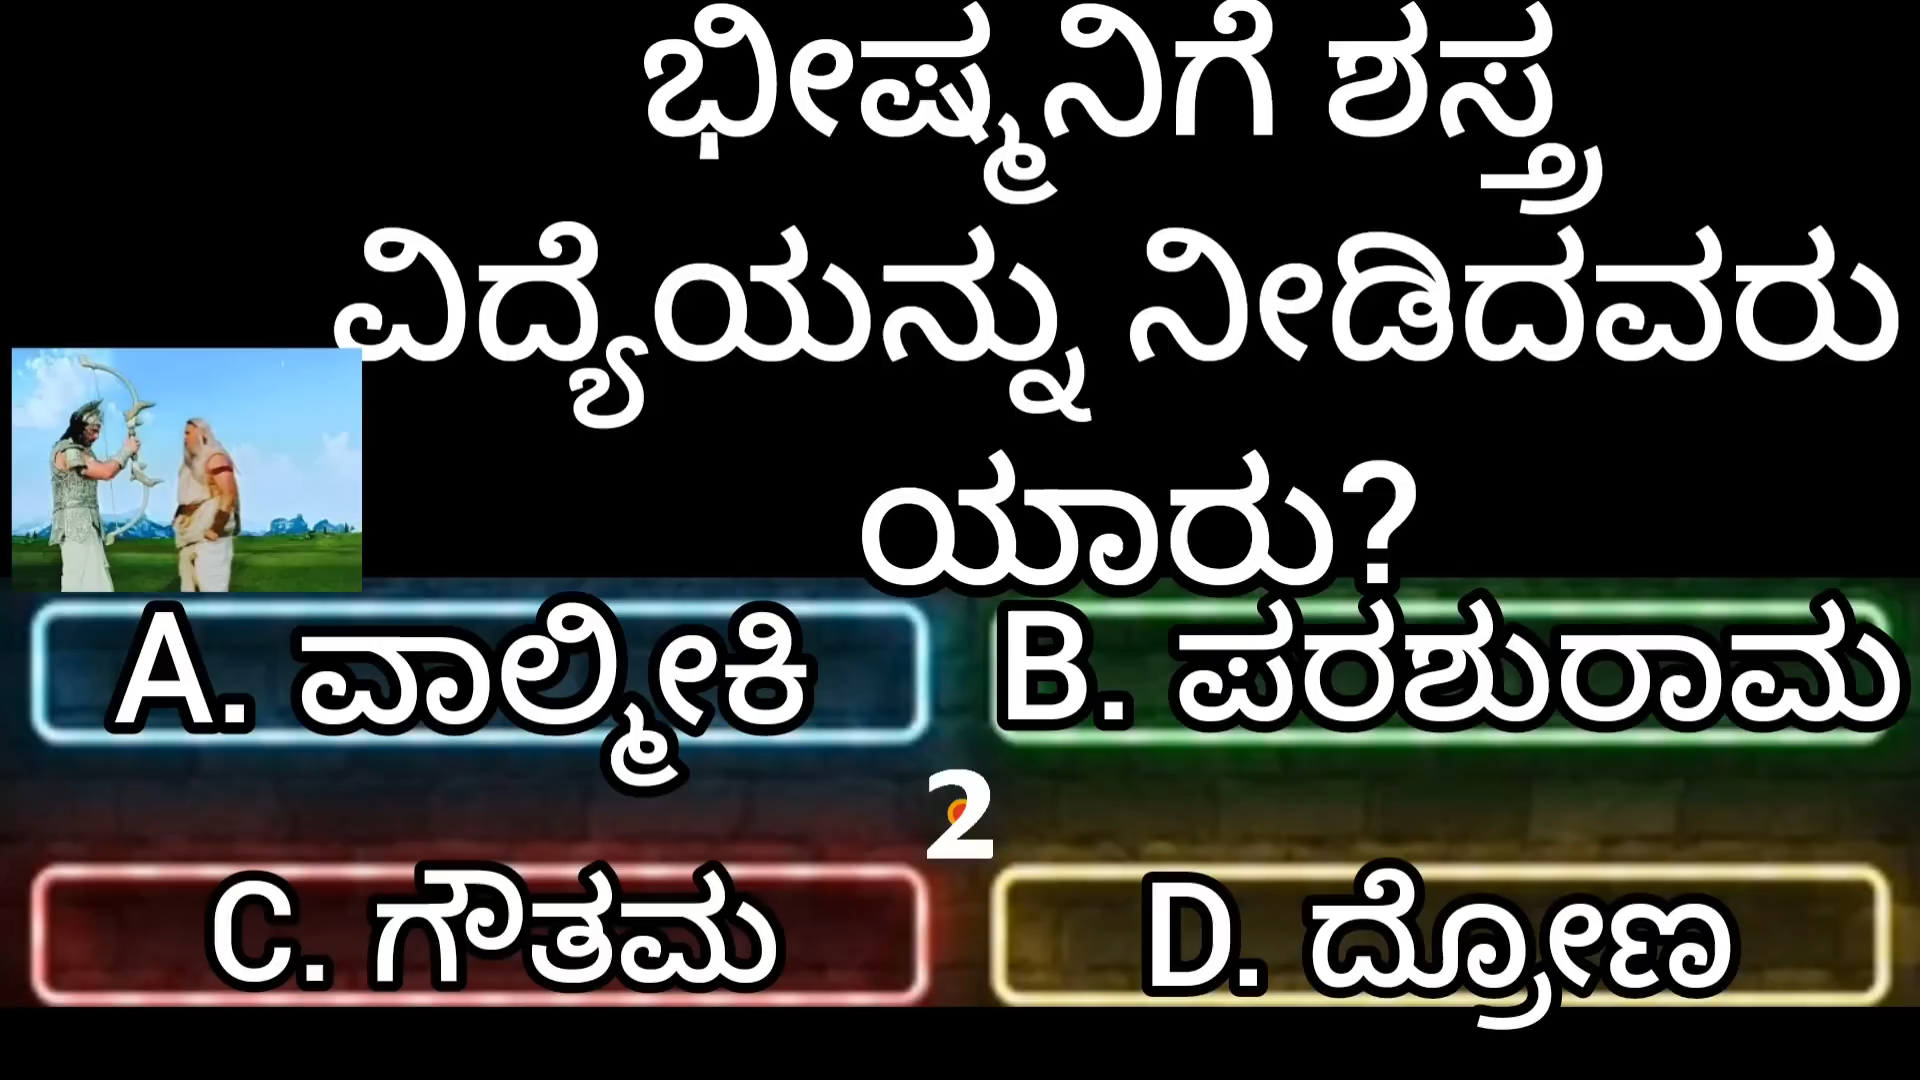 ಭೀಷ್ಮನಿಗೆ ಶಸ್ತ್ರ
ವಿದ್ಯೆಯನ್ನು ನೀಡಿದವರು
ಯಾರು?
A. ವಾಲ್ಮೀಕಿ
B. ಪರಶುರಾಮ
2
C. ಗೌತಮ
D. ದ್ರೋಣ